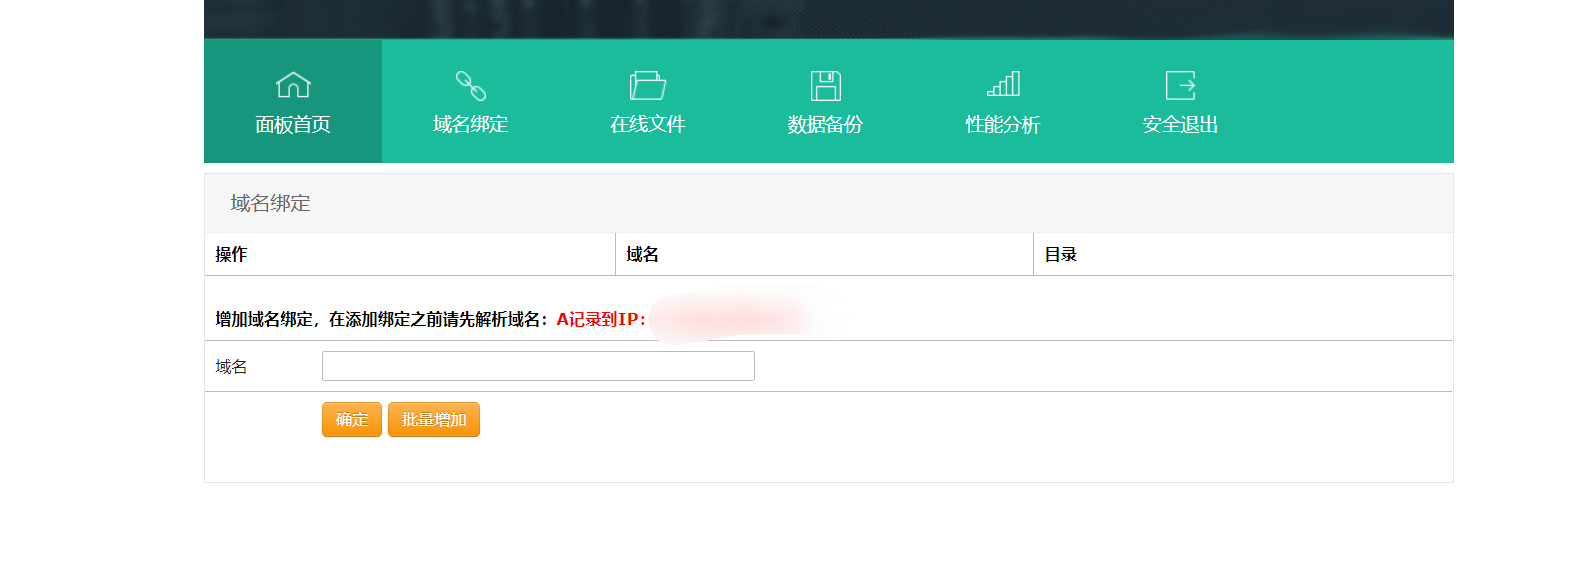 面板首页 域名绑定 在线文件 数据备份 性能分析 安全退出
域名绑定
操作 域名 目录
增加域名绑定，在添加绑定之前请先解析域名：A记录到IP：
域名
确定 批量增加